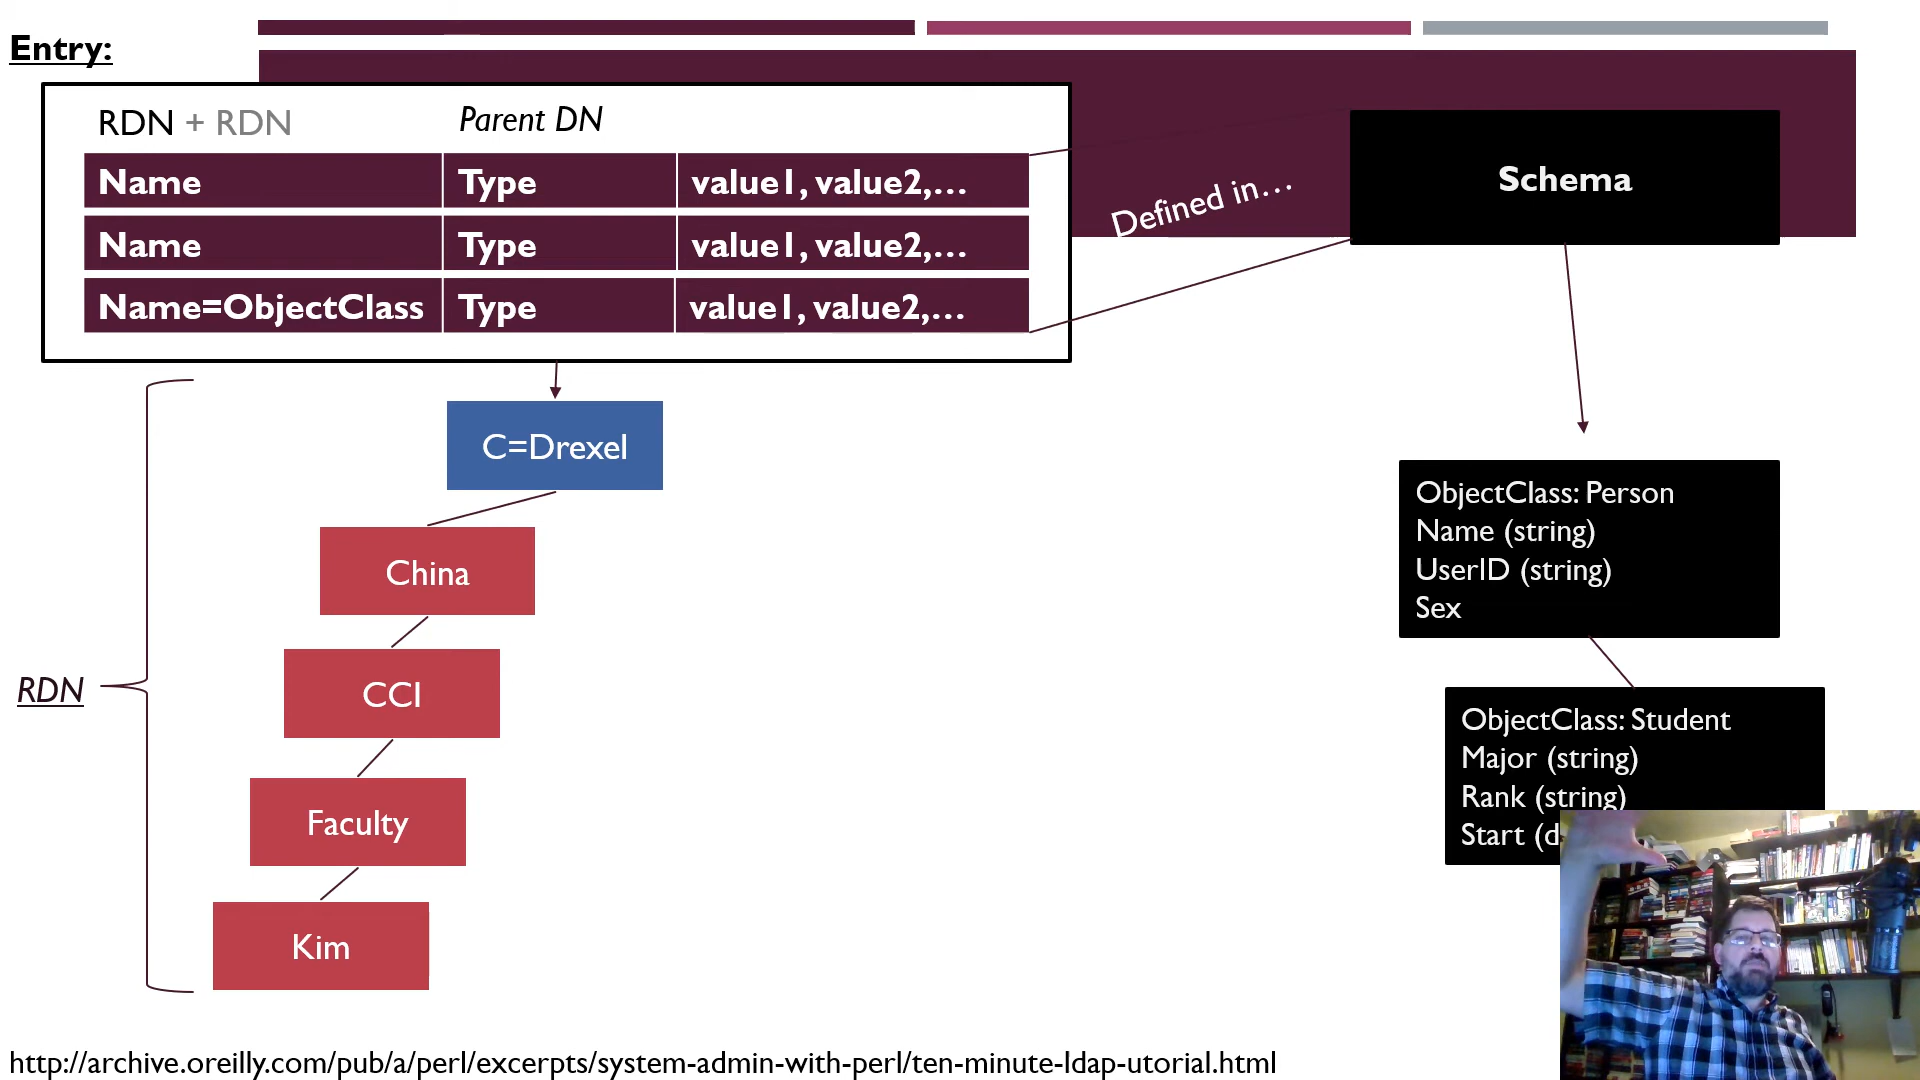 Entry:
RDN + RDN
Parent DN
Name Type value1, value2,...
Name Type value1, value2,...
Name=ObjectClass Type value1, value2,...
Defined in...
Schema
C=Drexel
China
CCI
Faculty
Kim
RDN
ObjectClass: Person
Name (string)
UserID (string)
Sex
ObjectClass: Student
Major (string)
Rank (string)
Start (d
http://archive.oreilly.com/pub/a/perl/excerpts/system-admin-with-perl/ten-minute-ldap-utorial.html